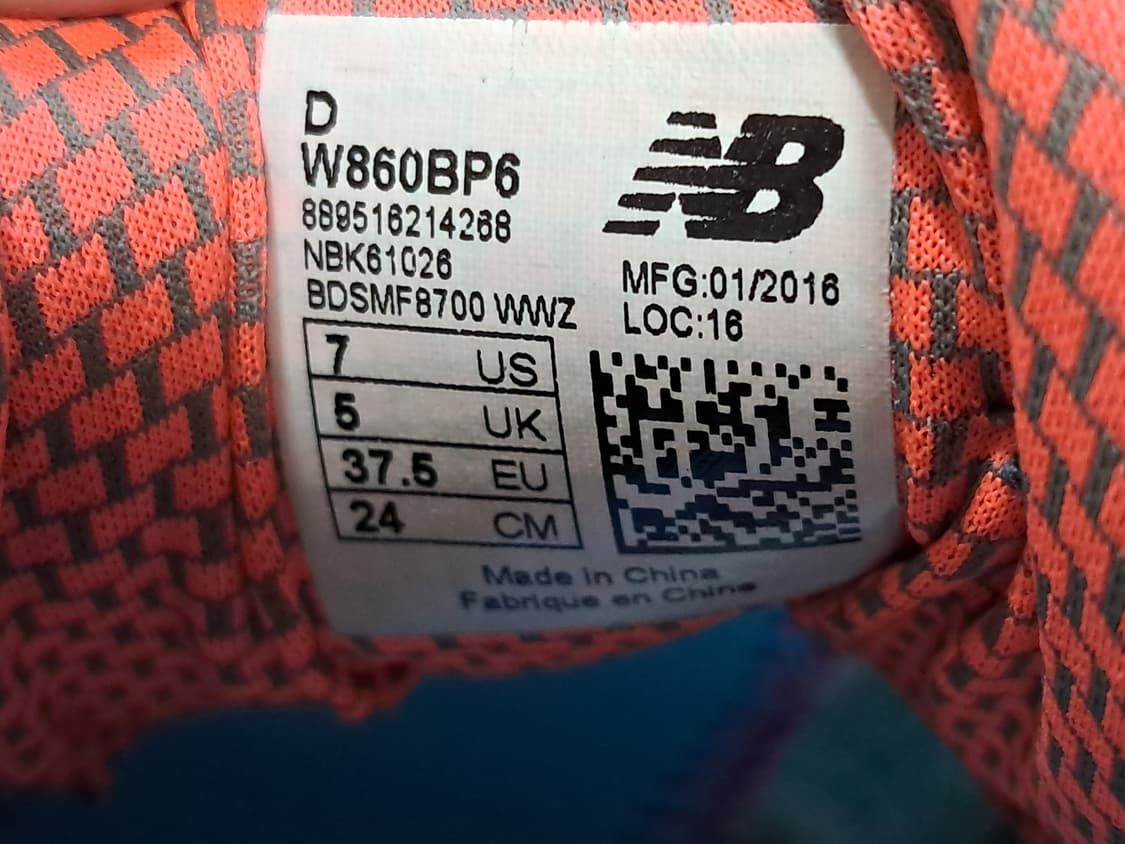 D
W860BP6
889516214268
NBK61026
BDSMF8700 WWZ
NB
MFG:01/2016
LOC:16
7 US
5 UK
37.5 EU
24 CM
Made in China
Fabrique en Chine